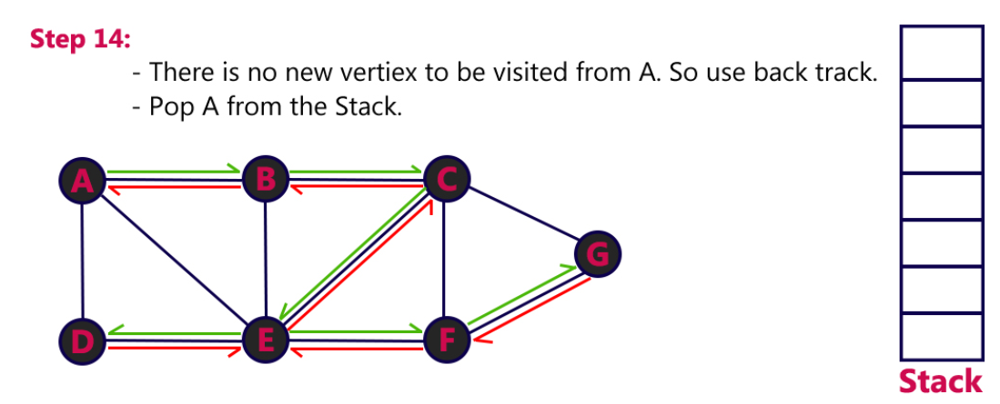 Step 14:
- There is no new vertiex to be visited from A. So use back track.
- Pop A from the Stack.
A
B
C
G
D
E
F
Stack